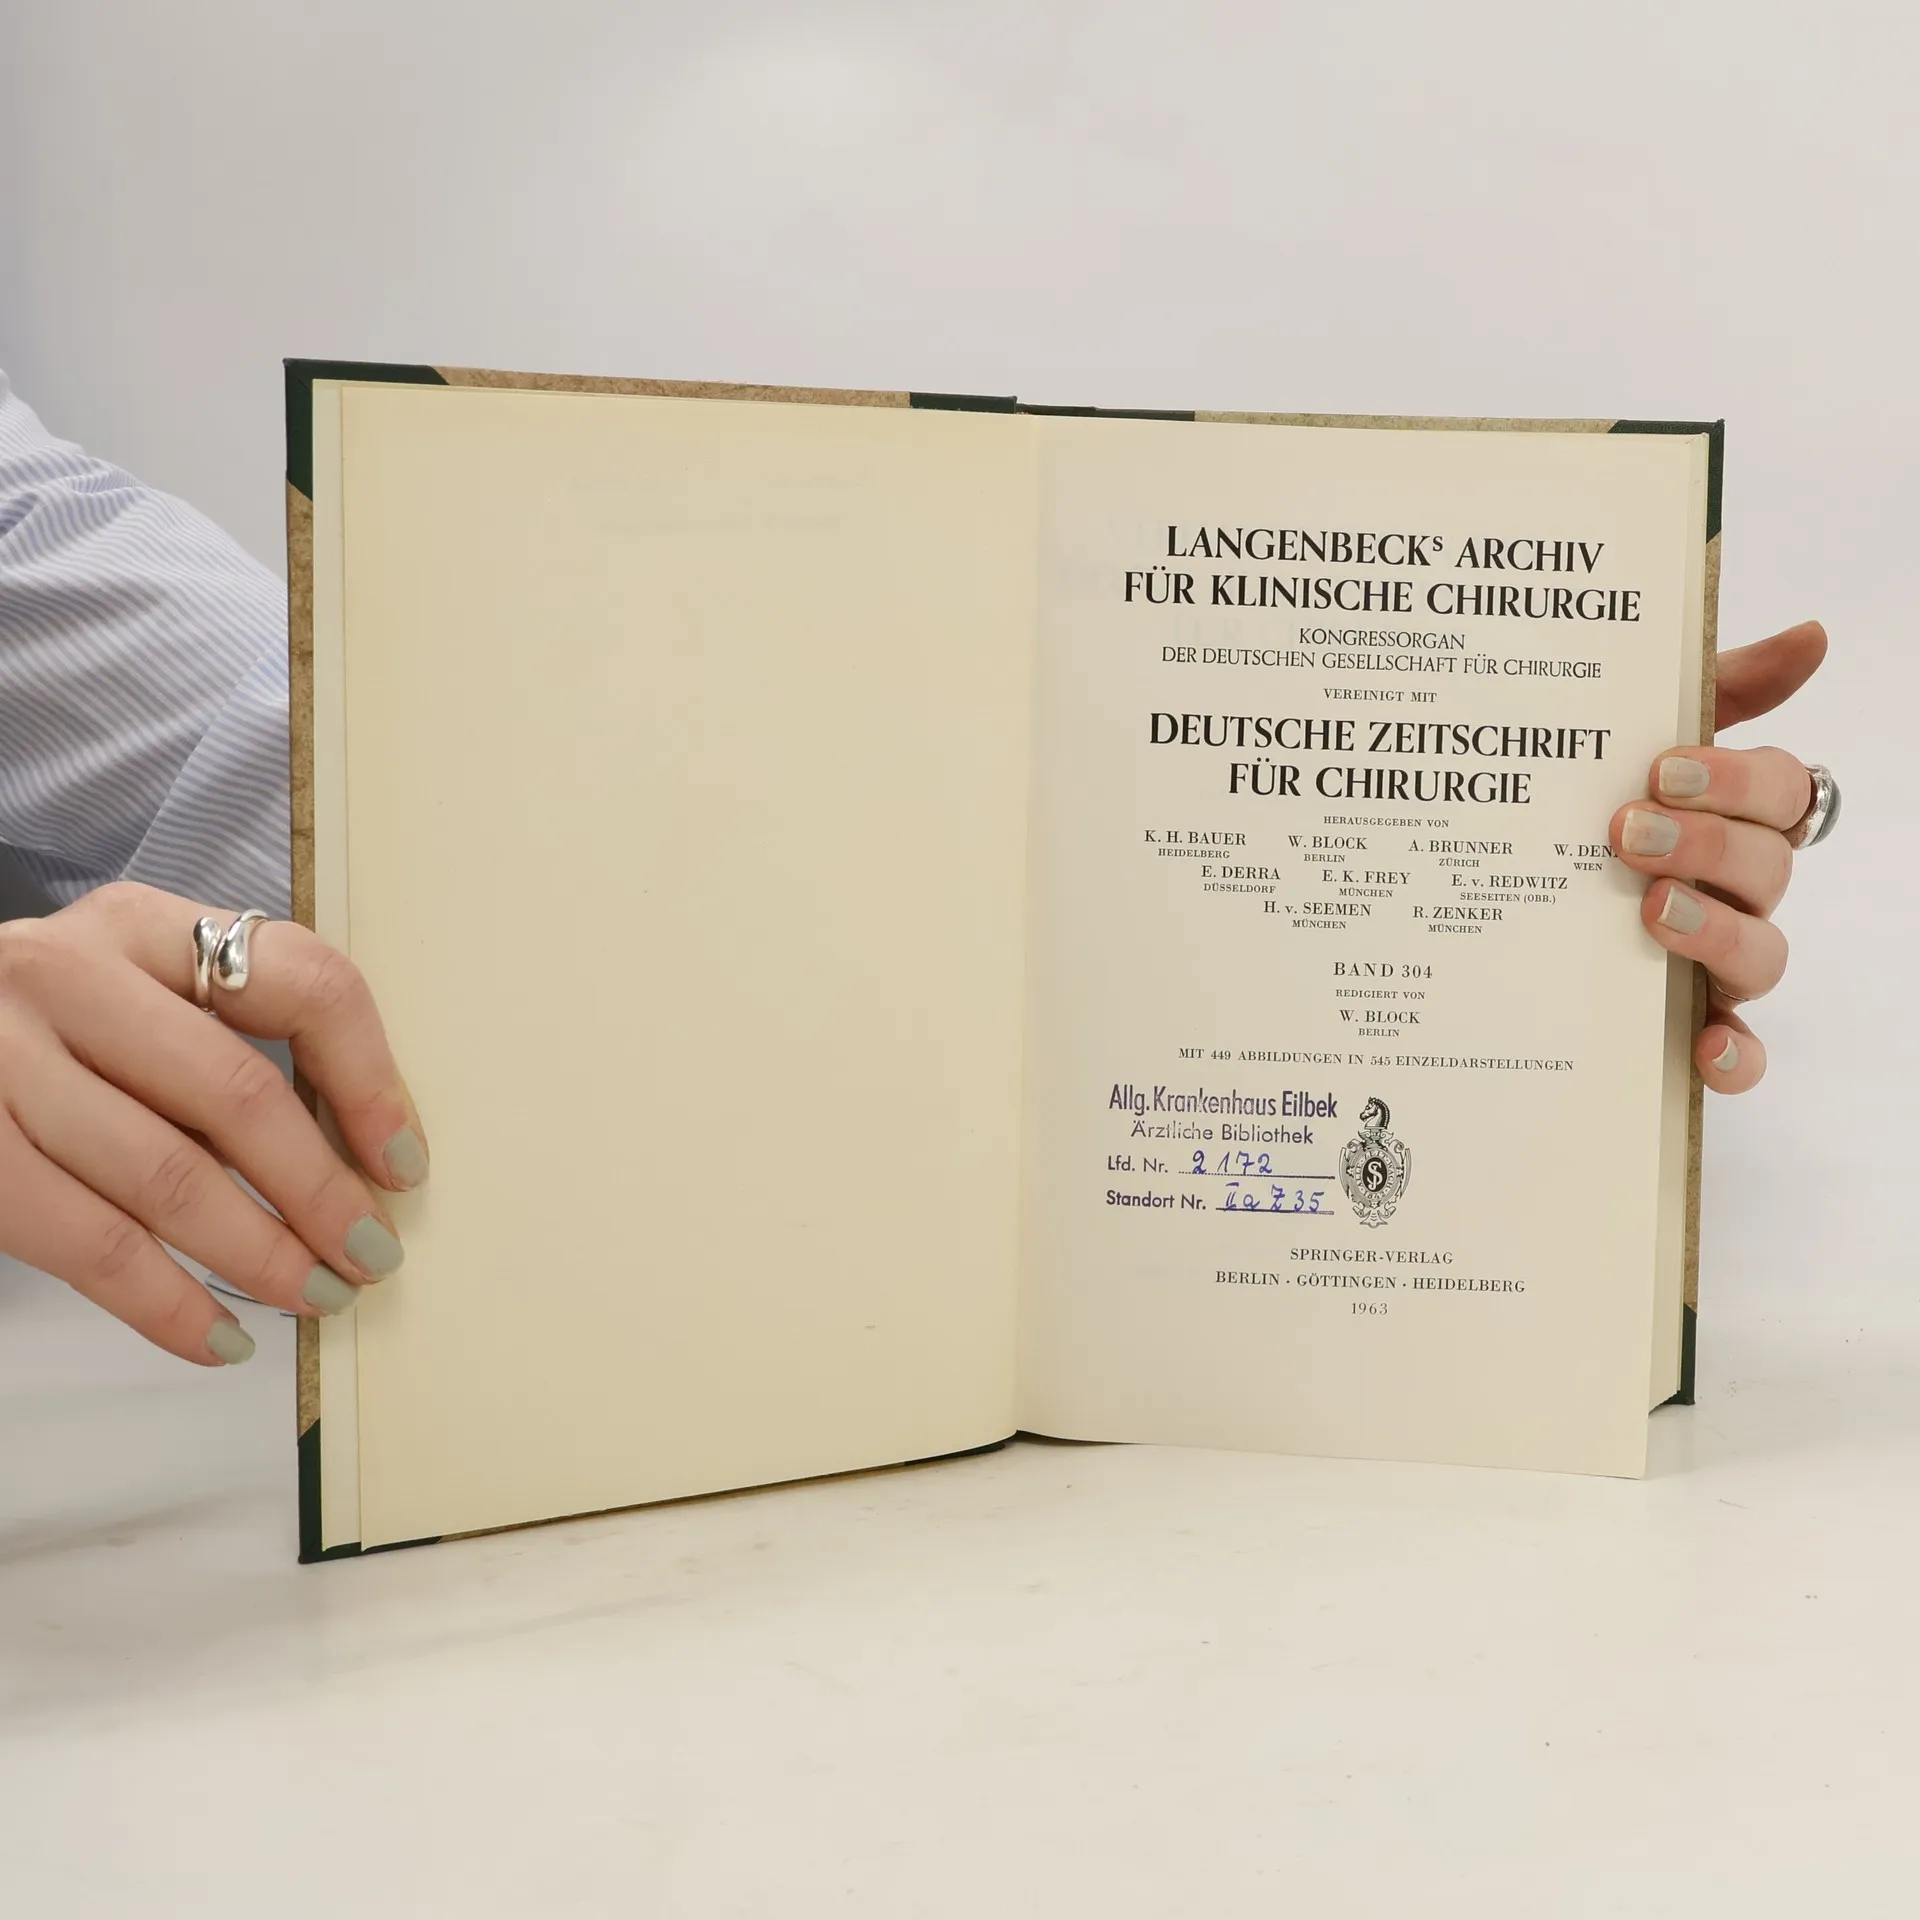 LANGENBECKS ARCHIV
FÜR KLINISCHE CHIRURGIE
KONGRESSORGAN
DER DEUTSCHEN GESELLSCHAFT FÜR CHIRURGIE
VEREINIGT MIT
DEUTSCHE ZEITSCHRIFT
FÜR CHIRURGIE
HERAUSGEGEBEN VON
K. H. BAUER W. BLOCK A. BRUNNER W.
HEIDELBERG BERLIN ZÜRICH WIEN
E. DERRA E. K. FREY E. v. REDWITZ
DÜSSELDORF MÜNCHEN SEESEITEN (OBB.)
H. v. SEEMEN R. ZENKER
MÜNCHEN MÜNCHEN
BAND 304
REDIGIERT VON
W. BLOCK
BERLIN
MIT 449 ABBILDUNGEN IN 545 EINZELDARSTELLUNGEN
Allg. Krankenhaus Eilbek
Ärztliche Bibliothek
Lfd. Nr. 2172
Standort Nr. II a Z 35
SPRINGER-VERLAG
BERLIN · GÖTTINGEN · HEIDELBERG
1963